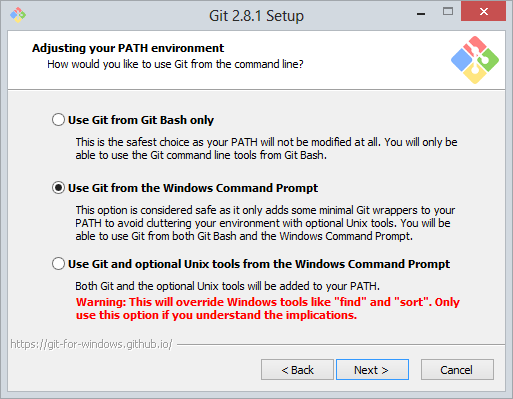 Git 2.8.1 Setup
Adjusting your PATH environment
How would you like to use Git from the command line?
Use Git from Git Bash only
This is the safest choice as your PATH will not be modified at all. You will only be
able to use the Git command line tools from Git Bash.
Use Git from the Windows Command Prompt
This option is considered safe as it only adds some minimal Git wrappers to your
PATH to avoid cluttering your environment with optional Unix tools. You will be
able to use Git from both Git Bash and the Windows Command Prompt.
Use Git and optional Unix tools from the Windows Command Prompt
Both Git and the optional Unix tools will be added to your PATH.
Warning: This will override Windows tools like "find" and "sort". Only
use this option if you understand the implications.
https://git-for-windows.github.io/
< Back
Next >
Cancel